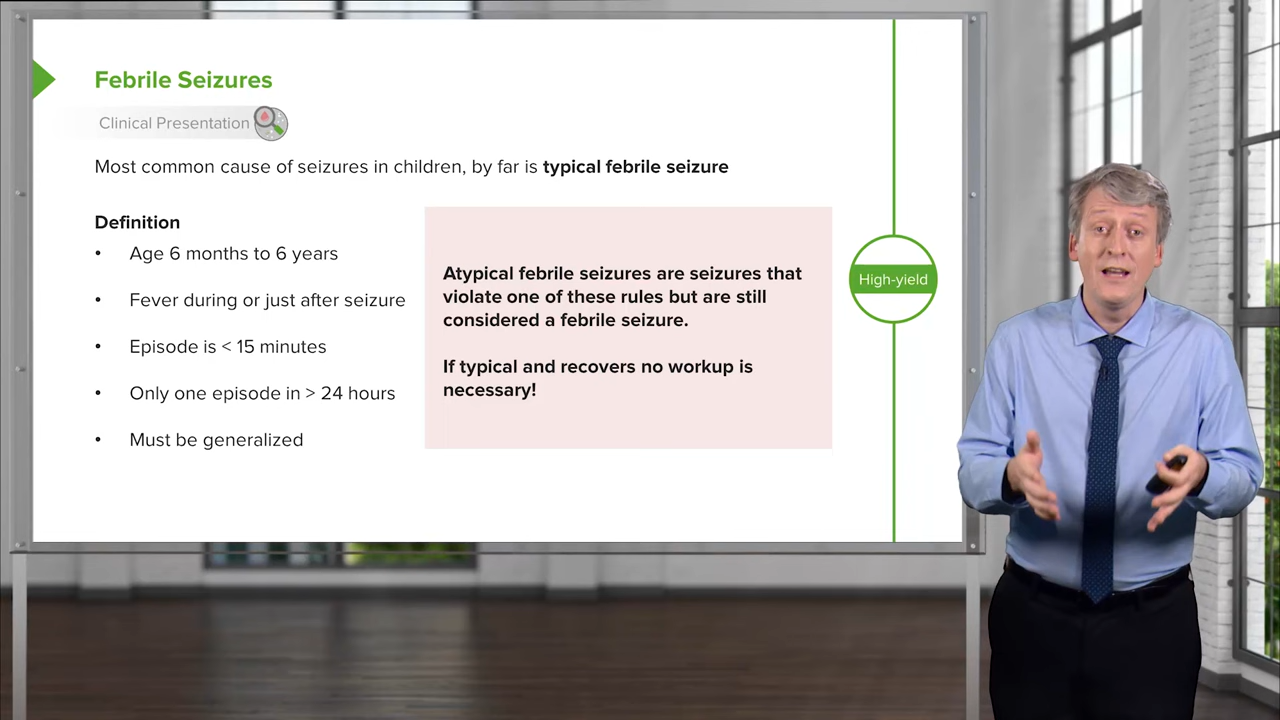 Febrile Seizures
Clinical Presentation
Most common cause of seizures in children, by far is typical febrile seizure
Definition
• Age 6 months to 6 years
• Fever during or just after seizure
• Episode is < 15 minutes
• Only one episode in > 24 hours
• Must be generalized
Atypical febrile seizures are seizures that
violate one of these rules but are still
considered a febrile seizure.
If typical and recovers no workup is
necessary!
High-yield